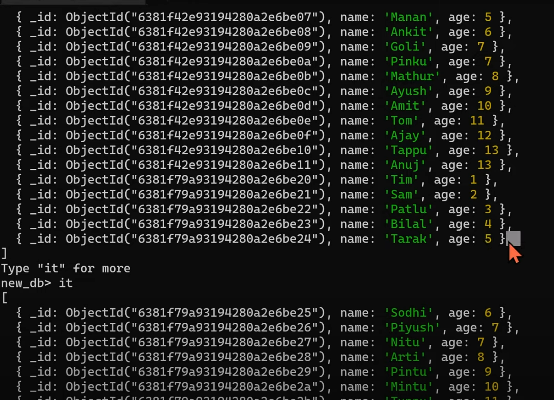 { _id: ObjectId("6381f42e93194280a2e6be07"), name: 'Manan', age: 5 },
{ _id: ObjectId("6381f42e93194280a2e6be08"), name: 'Ankit', age: 6 },
{ _id: ObjectId("6381f42e93194280a2e6be09"), name: 'Goli', age: 7 },
{ _id: ObjectId("6381f42e93194280a2e6be0a"), name: 'Pinku', age: 7 },
{ _id: ObjectId("6381f42e93194280a2e6be0b"), name: 'Mathur', age: 8 },
{ _id: ObjectId("6381f42e93194280a2e6be0c"), name: 'Ayush', age: 9 },
{ _id: ObjectId("6381f42e93194280a2e6be0d"), name: 'Amit', age: 10 },
{ _id: ObjectId("6381f42e93194280a2e6be0e"), name: 'Tom', age: 11 },
{ _id: ObjectId("6381f42e93194280a2e6be0f"), name: 'Ajay', age: 12 },
{ _id: ObjectId("6381f42e93194280a2e6be10"), name: 'Tappu', age: 13 },
{ _id: ObjectId("6381f42e93194280a2e6be11"), name: 'Anuj', age: 13 },
{ _id: ObjectId("6381f79a93194280a2e6be20"), name: 'Tim', age: 1 },
{ _id: ObjectId("6381f79a93194280a2e6be21"), name: 'Sam', age: 2 },
{ _id: ObjectId("6381f79a93194280a2e6be22"), name: 'Patlu', age: 3 },
{ _id: ObjectId("6381f79a93194280a2e6be23"), name: 'Bilal', age: 4 },
{ _id: ObjectId("6381f79a93194280a2e6be24"), name: 'Tarak', age: 5 }
]
Type "it" for more
new_db> it
[
{ _id: ObjectId("6381f79a93194280a2e6be25"), name: 'Sodhi', age: 6 },
{ _id: ObjectId("6381f79a93194280a2e6be26"), name: 'Piyush', age: 7 },
{ _id: ObjectId("6381f79a93194280a2e6be27"), name: 'Nitu', age: 7 },
{ _id: ObjectId("6381f79a93194280a2e6be28"), name: 'Arti', age: 8 },
{ _id: ObjectId("6381f79a93194280a2e6be29"), name: 'Pintu', age: 9 },
{ _id: ObjectId("6381f79a93194280a2e6be2a"), name: 'Mintu', age: 10 },